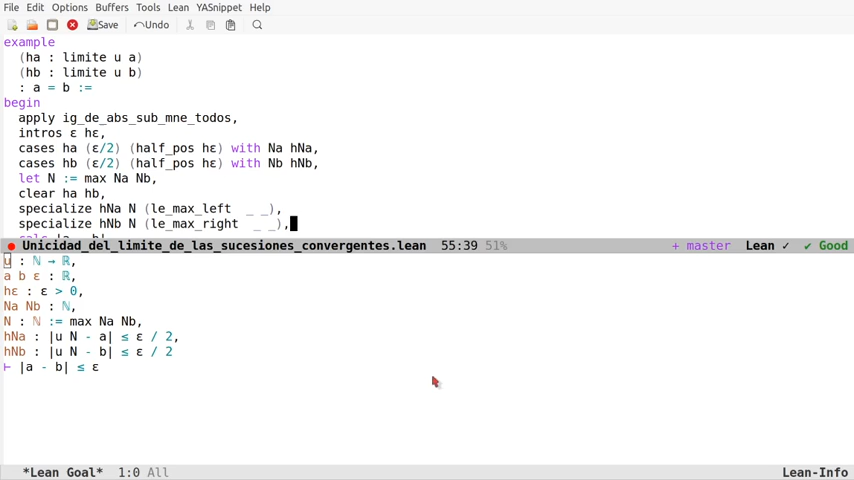 File Edit Options Buffers Tools Lean YASnippet Help
Save Undo
example
(ha : limite u a)
(hb : limite u b)
: a = b :=
begin
apply ig_de_abs_sub_mne_todos,
intros ε hε,
cases ha (ε/2) (half_pos hε) with Na hNa,
cases hb (ε/2) (half_pos hε) with Nb hNb,
let N := max Na Nb,
clear ha hb,
specialize hNa N (le_max_left _ _),
specialize hNb N (le_max_right _ _),
calc |a - b|
Unicidad_del_limite_de_las_sucesiones_convergentes.lean 55:39 51% + master Lean ✓ ✔ Good
u : ℕ → ℝ,
a b ε : ℝ,
hε : ε > 0,
Na Nb : ℕ,
N : ℕ := max Na Nb,
hNa : |u N - a| ≤ ε / 2,
hNb : |u N - b| ≤ ε / 2
⊢ |a - b| ≤ ε
*Lean Goal* 1:0 All Lean-Info